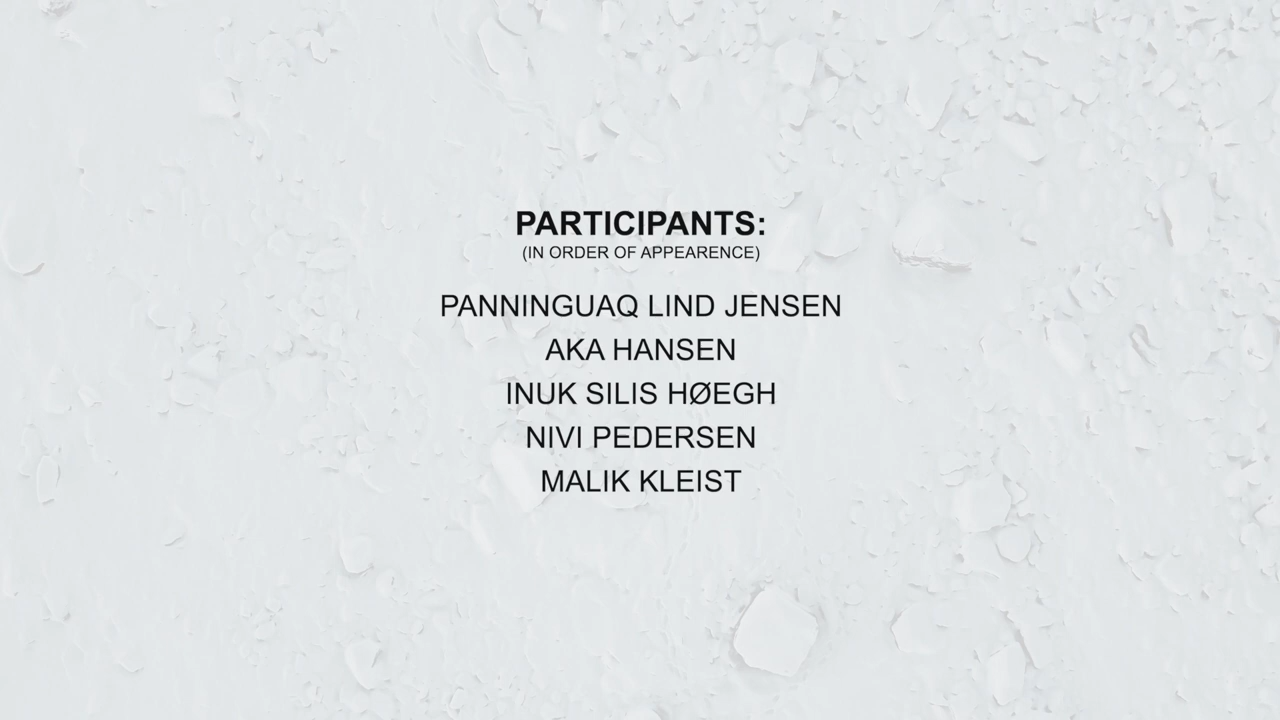 PARTICIPANTS:
(IN ORDER OF APPEARENCE)
PANNINGUAQ LIND JENSEN
AKA HANSEN
INUK SILIS HØEGH
NIVI PEDERSEN
MALIK KLEIST